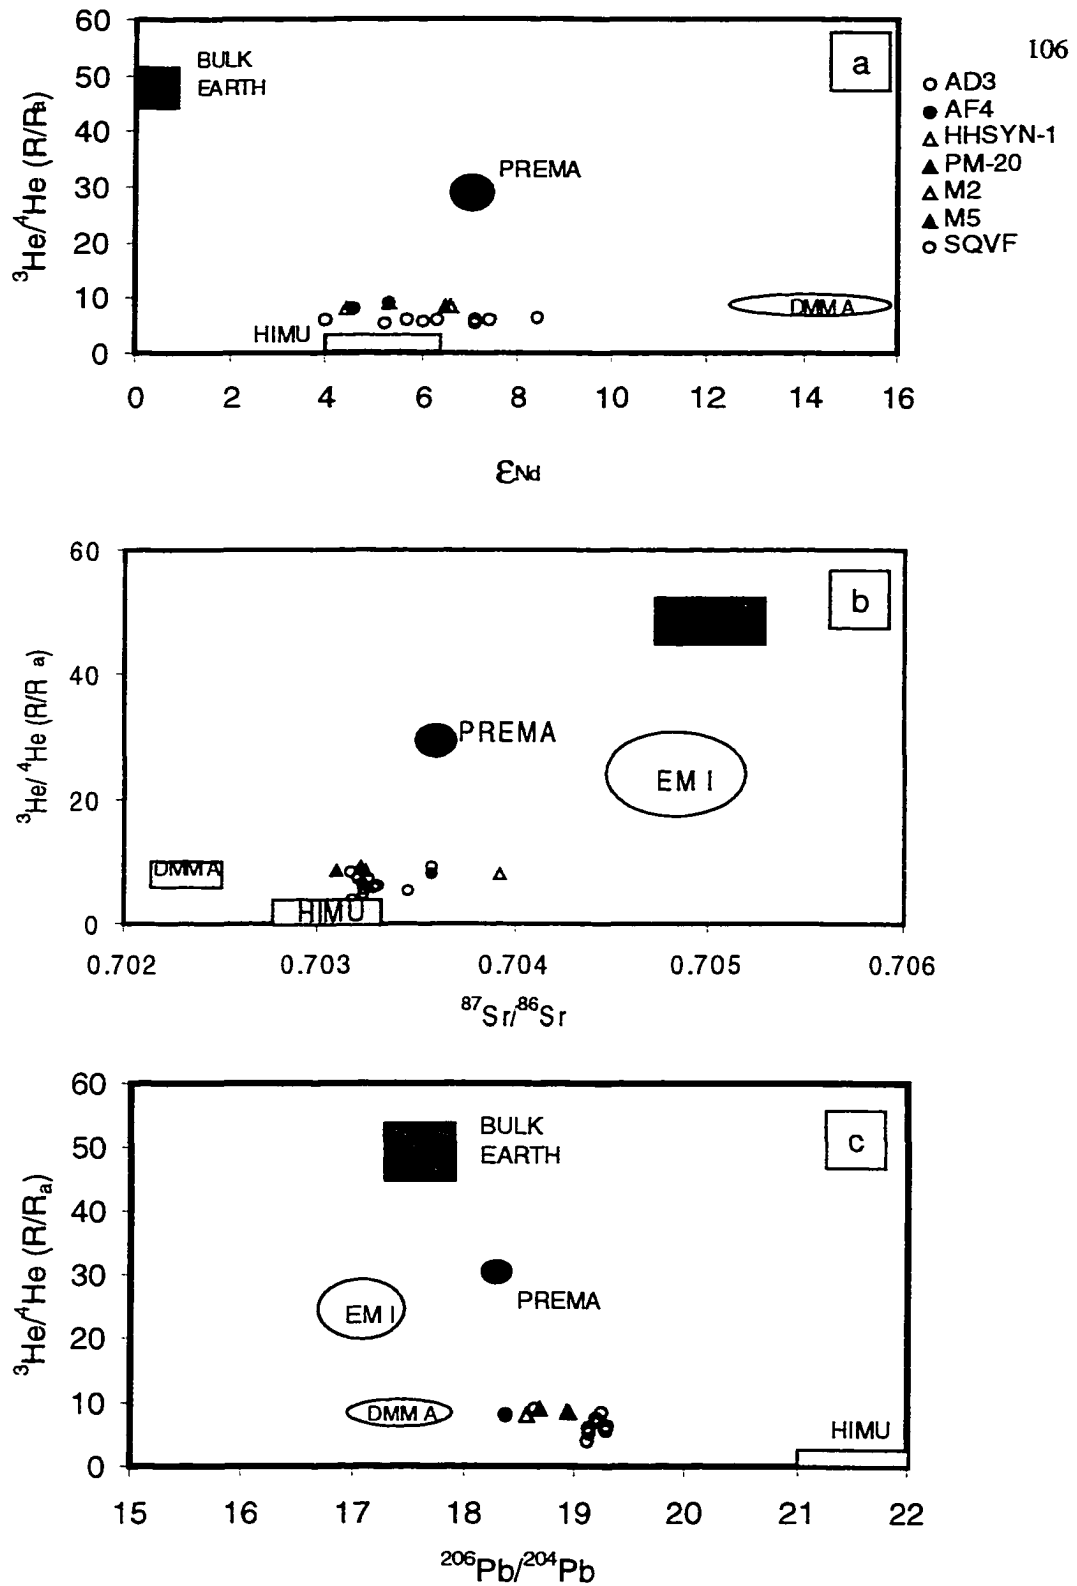 106
60
50
40
30
20
10
0
³He/⁴He (R/Ra)
BULK
EARTH
a
PREMA
HIMU
DMM A
0 2 4 6 8 10 12 14 16
εNd
AD3
AF4
HHSYN-1
PM-20
M2
M5
SQVF
60
40
20
0
³He/⁴He (R/R a)
b
PREMA
EM I
DMM A
HIMU
0.702 0.703 0.704 0.705 0.706
⁸⁷Sr/⁸⁶Sr
60
50
40
30
20
10
0
³He/⁴He (R/Ra)
BULK
EARTH
c
EM I
PREMA
DMM A
HIMU
15 16 17 18 19 20 21 22
²⁰⁶Pb/²⁰⁴Pb